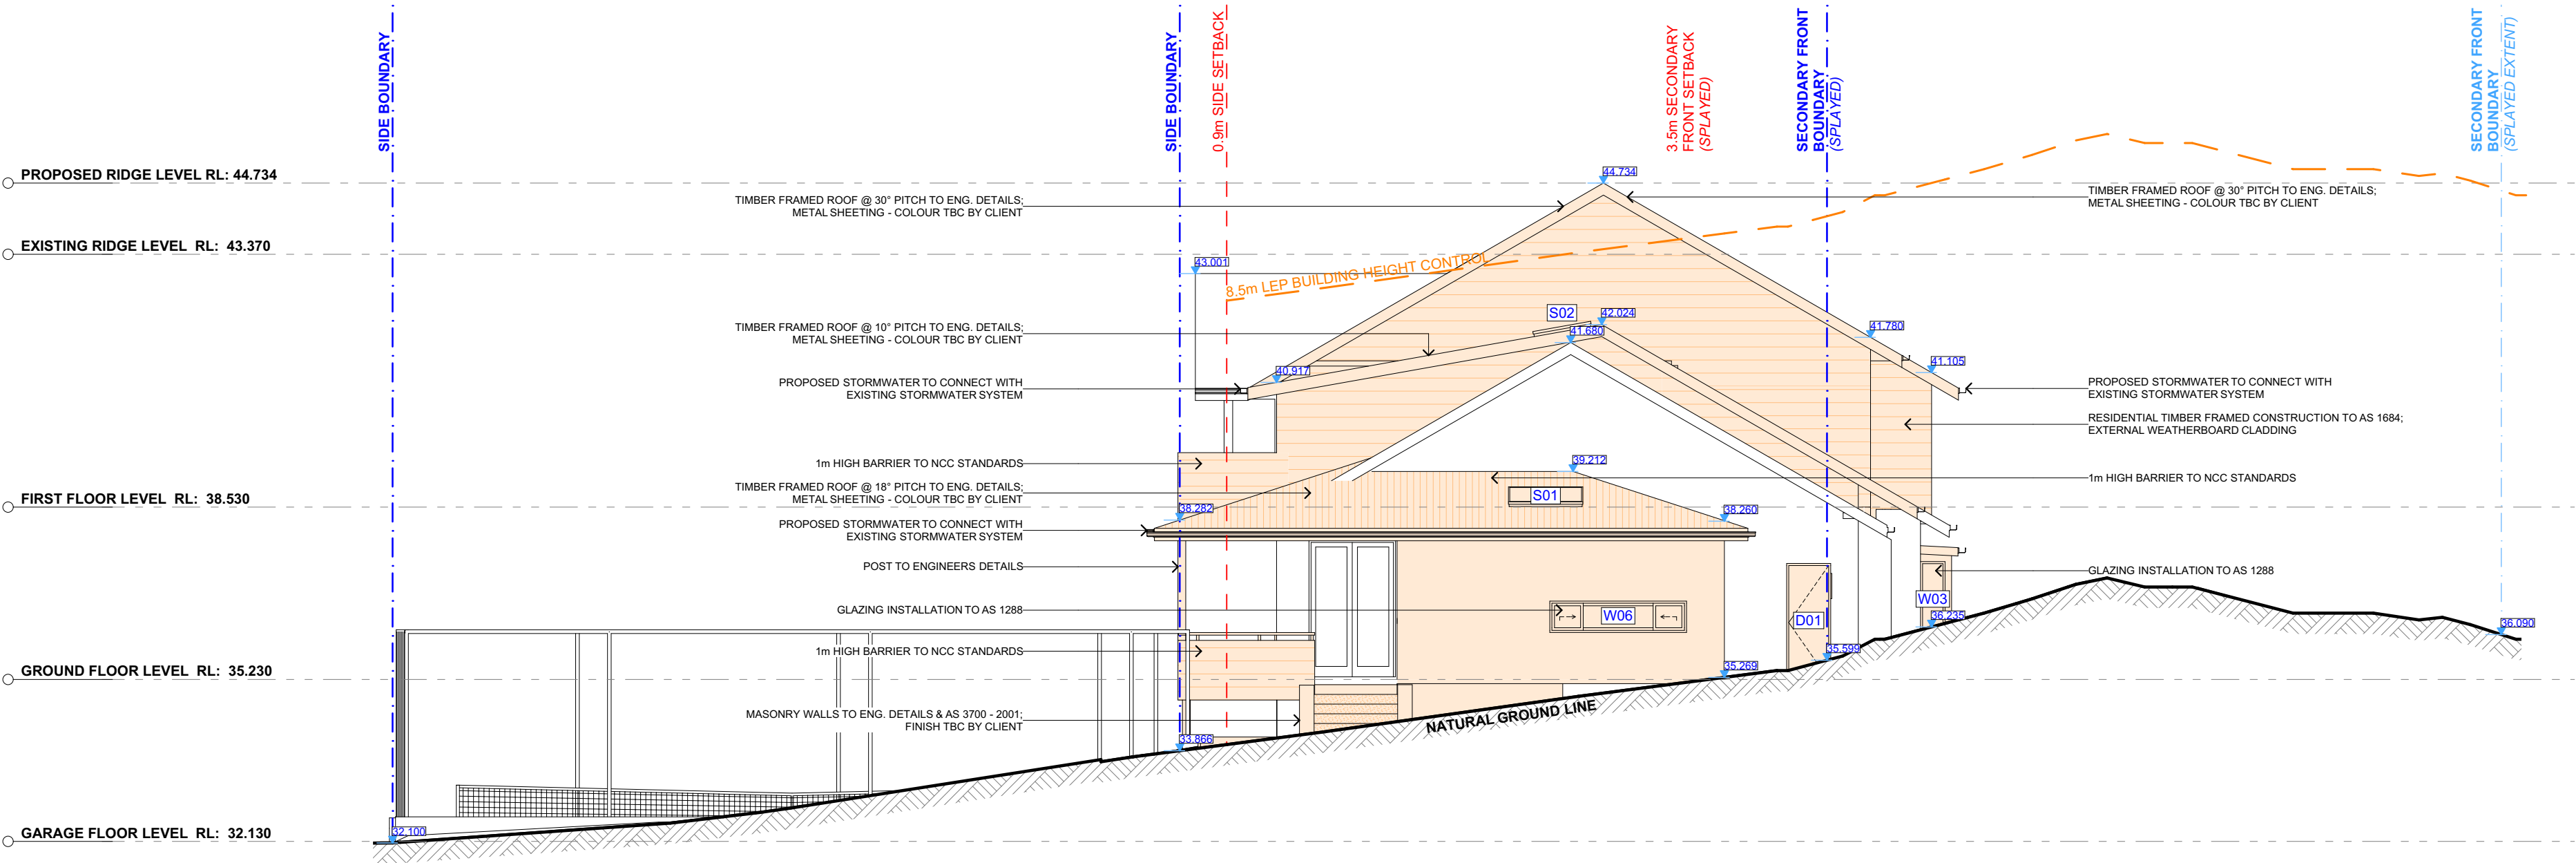 SIDE BOUNDARY
SIDE BOUNDARY
0.9m SIDE SETBACK
3.5m SECONDARY
FRONT SETBACK
(SPLAYED)
SECONDARY FRONT
BOUNDARY
(SPLAYED)
SECONDARY FRONT
BOUNDARY
(SPLAYED EXTENT)
PROPOSED RIDGE LEVEL RL: 44.734
44.734
TIMBER FRAMED ROOF @ 30° PITCH TO ENG. DETAILS;
METAL SHEETING - COLOUR TBC BY CLIENT
TIMBER FRAMED ROOF @ 30° PITCH TO ENG. DETAILS;
METAL SHEETING - COLOUR TBC BY CLIENT
EXISTING RIDGE LEVEL RL: 43.370
43.001
8.5m LEP BUILDING HEIGHT CONTROL
S02
42.024
41.680
41.780
TIMBER FRAMED ROOF @ 10° PITCH TO ENG. DETAILS;
METAL SHEETING - COLOUR TBC BY CLIENT
40.917
41.105
PROPOSED STORMWATER TO CONNECT WITH
EXISTING STORMWATER SYSTEM
PROPOSED STORMWATER TO CONNECT WITH
EXISTING STORMWATER SYSTEM
RESIDENTIAL TIMBER FRAMED CONSTRUCTION TO AS 1684;
EXTERNAL WEATHERBOARD CLADDING
1m HIGH BARRIER TO NCC STANDARDS
39.212
1m HIGH BARRIER TO NCC STANDARDS
TIMBER FRAMED ROOF @ 18° PITCH TO ENG. DETAILS;
METAL SHEETING - COLOUR TBC BY CLIENT
S01
FIRST FLOOR LEVEL RL: 38.530
38.282
38.260
PROPOSED STORMWATER TO CONNECT WITH
EXISTING STORMWATER SYSTEM
POST TO ENGINEERS DETAILS
GLAZING INSTALLATION TO AS 1288
GLAZING INSTALLATION TO AS 1288
W06
D01
W03
36.235
36.090
1m HIGH BARRIER TO NCC STANDARDS
35.599
35.269
GROUND FLOOR LEVEL RL: 35.230
MASONRY WALLS TO ENG. DETAILS & AS 3700 - 2001;
FINISH TBC BY CLIENT
NATURAL GROUND LINE
33.866
GARAGE FLOOR LEVEL RL: 32.130
32.100